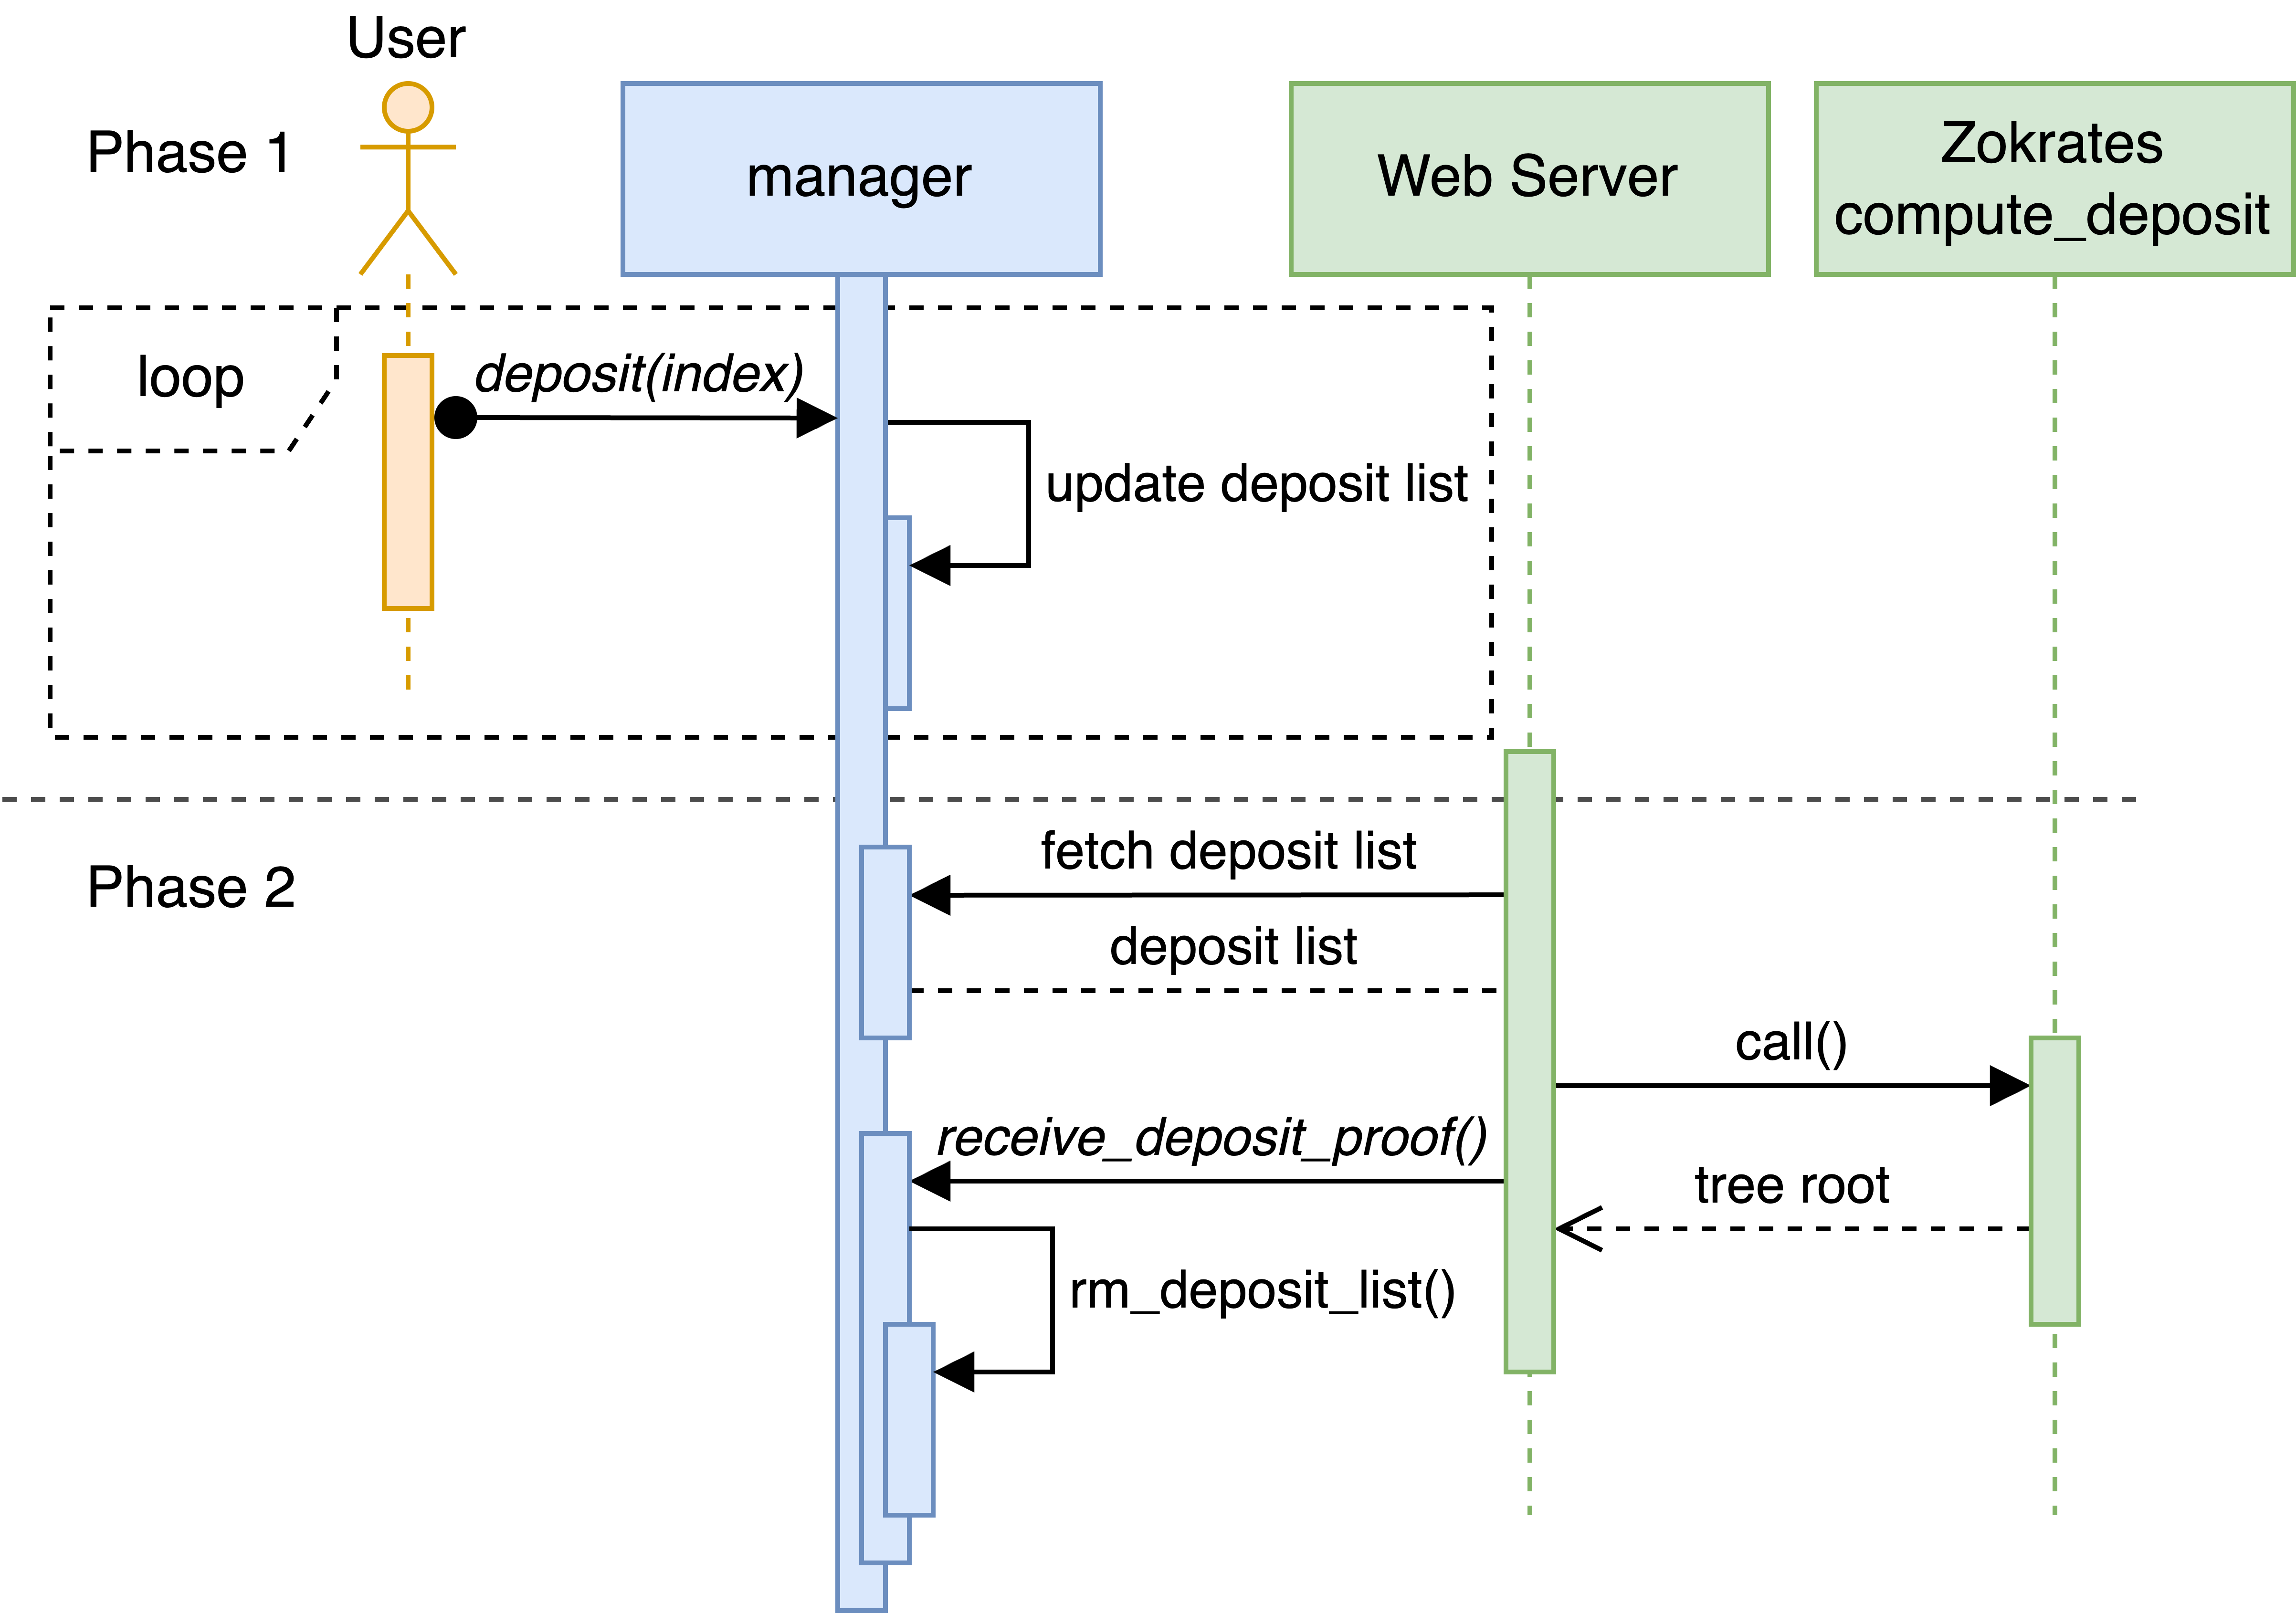 User
Phase 1
manager
Web Server
Zokrates
compute_deposit
loop
deposit(index)
update deposit list
Phase 2
fetch deposit list
deposit list
call()
receive_deposit_proof()
tree root
rm_deposit_list()